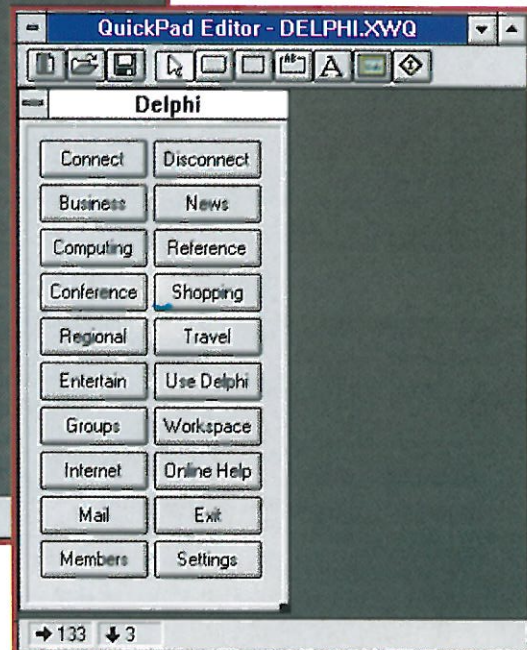 QuickPad Editor - DELPHI.XWQ
Delphi
Connect Disconnect
Business News
Computing Reference
Conference Shopping
Regional Travel
Entertain Use Delphi
Groups Workspace
Internet Online Help
Mail Exit
Members Settings
133 3